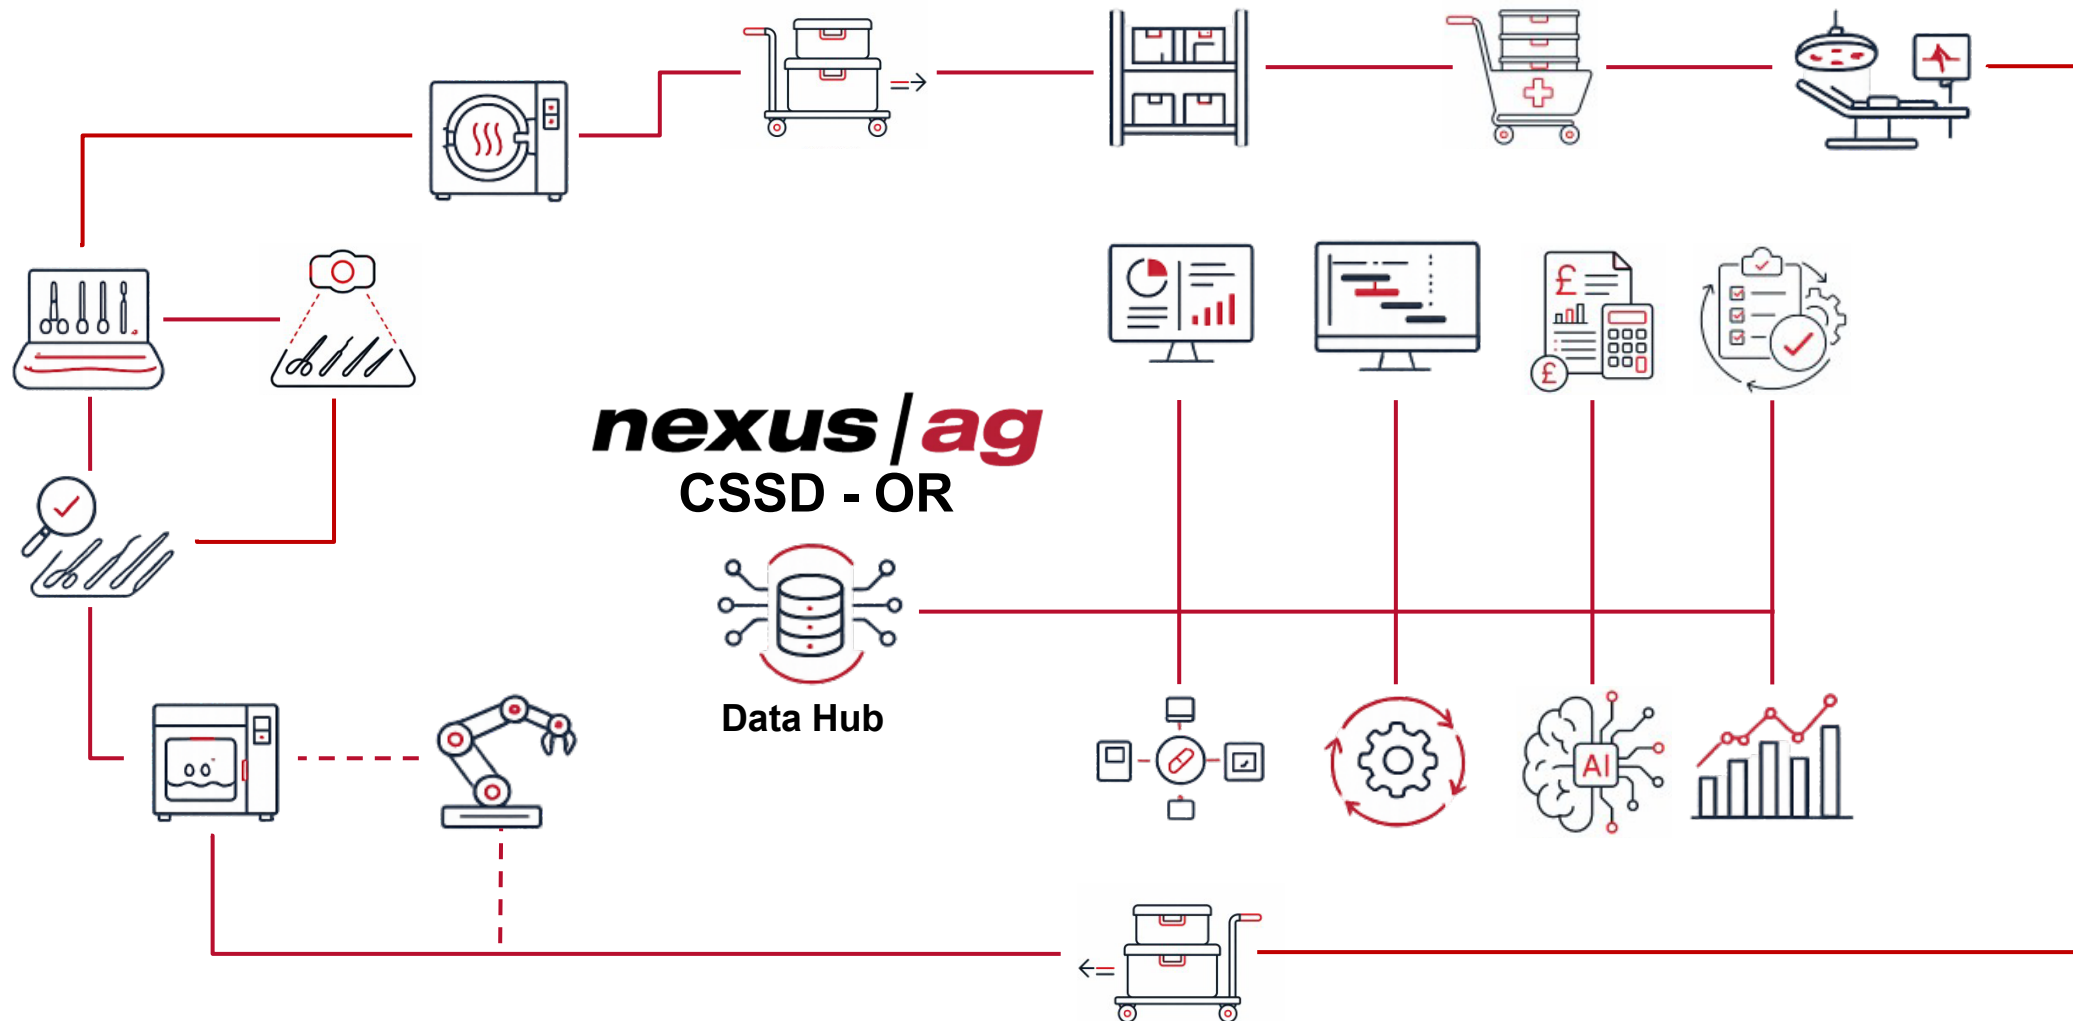 £
£
nexus|ag
CSSD - OR
Data Hub
AI